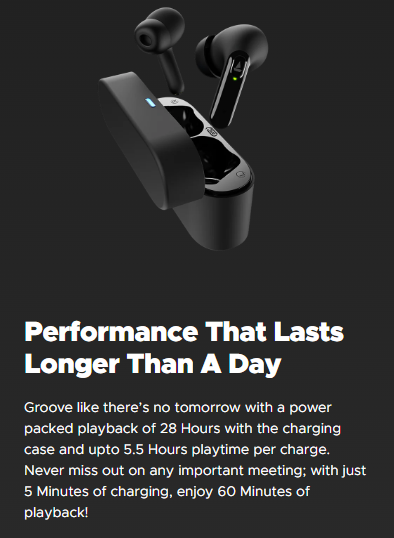 Performance That Lasts
Longer Than A Day
Groove like there's no tomorrow with a power
packed playback of 28 Hours with the charging
case and upto 5.5 Hours playtime per charge.
Never miss out on any important meeting; with just
5 Minutes of charging, enjoy 60 Minutes of
playback!